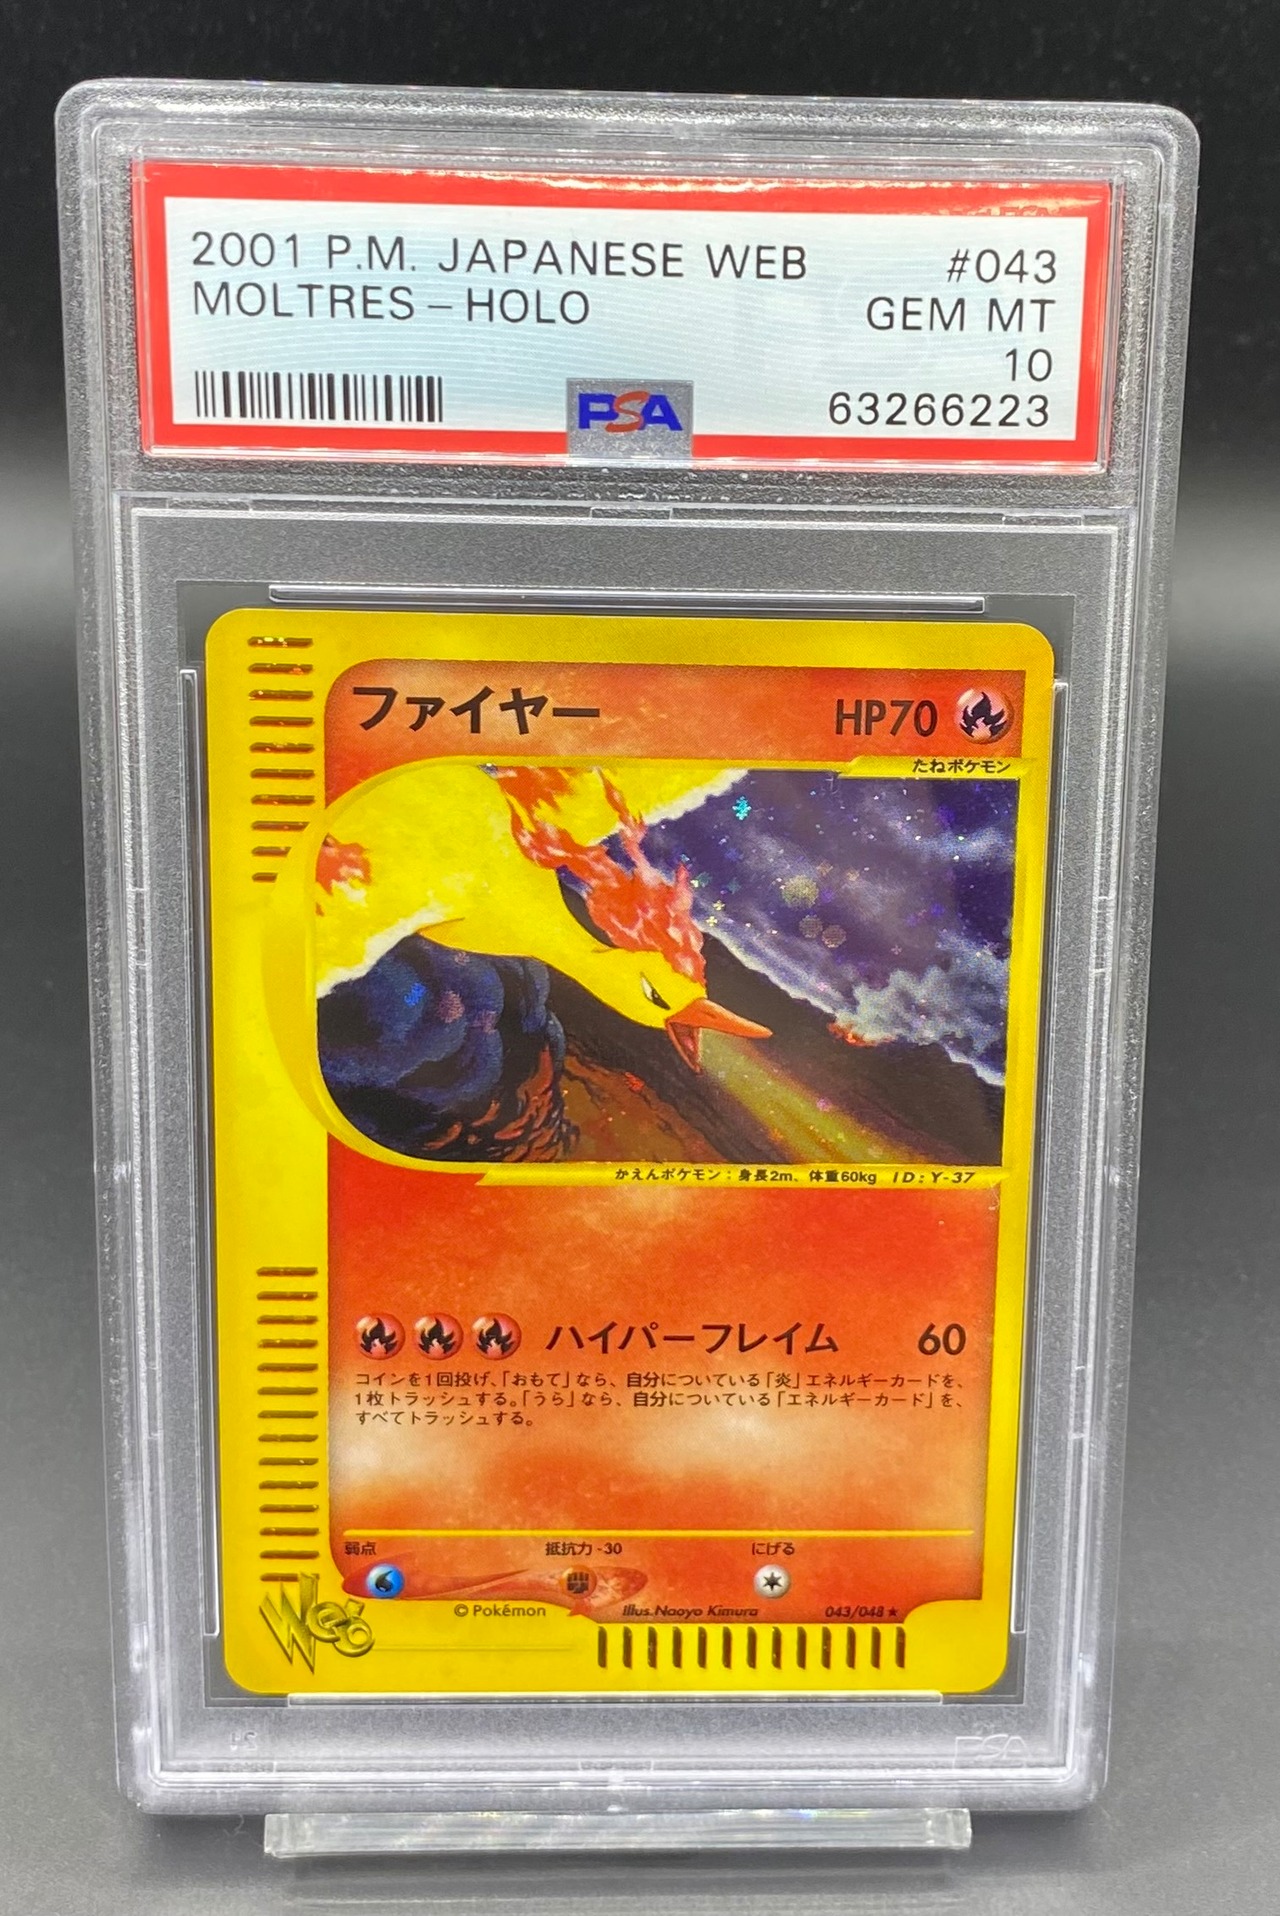 2001 P.M. JAPANESE WEB #043
MOLTRES - HOLO GEM MT
10
PSA 63266223
ファイヤー HP70
たねポケモン
かえんポケモン：身長2m、体重60kg ID:Y-37
ハイパーフレイム 60
コインを1回投げ、「おもて」なら、自分についている「炎」エネルギーカードを、
1枚トラッシュする。「うら」なら、自分についている「エネルギーカード」を、
すべてトラッシュする。
弱点 抵抗力-30 にげる
Web
© Pokémon Illus.Naoyo Kimura 043/048★
PSA